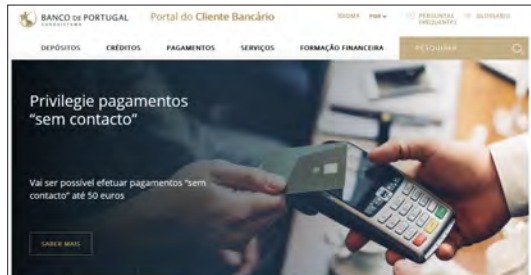 BANCO DE PORTUGAL
EUROSISTEMA
Portal do Cliente Bancário
IDIOMA POR
PERGUNTAS FREQUENTES
GLOSSÁRIO
DEPÓSITOS CRÉDITOS PAGAMENTOS SERVIÇOS FORMAÇÃO FINANCEIRA PESQUISAR
Privilegie pagamentos
“sem contacto”
Vai ser possível efetuar pagamentos “sem
contacto” até 50 euros
SABER MAIS